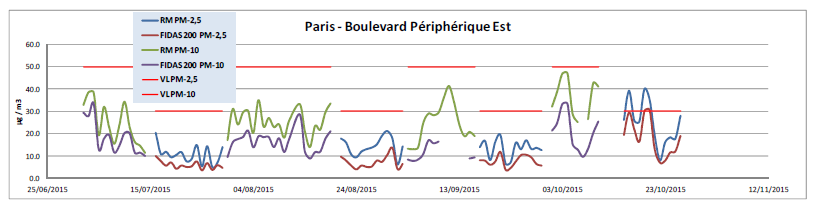 Paris - Boulevard Périphérique Est
RM PM-2,5
FIDAS200 PM-2,5
RM PM-10
FIDAS200 PM-10
VLPM-2,5
VLPM-10
µg / m3
60.0
50.0
40.0
30.0
20.0
10.0
0.0
25/06/2015 15/07/2015 04/08/2015 24/08/2015 13/09/2015 03/10/2015 23/10/2015 12/11/2015